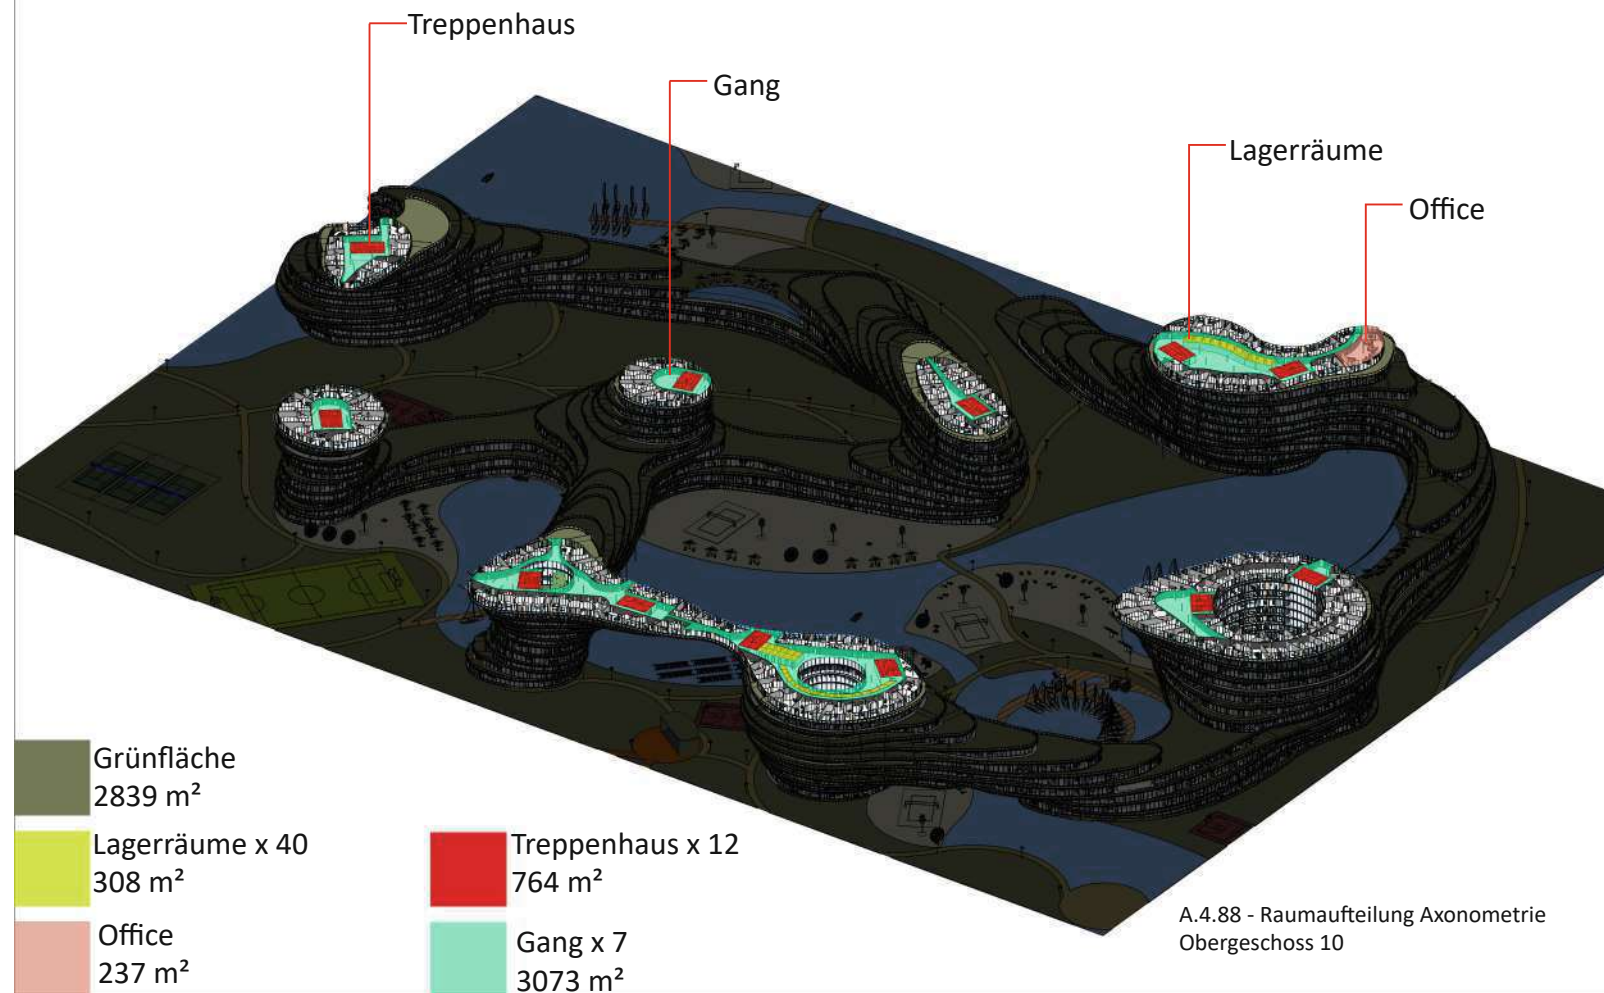 Treppenhaus
Gang
Lagerräume
Office
Grünfläche
2839 m²
Lagerräume x 40
308 m²
Office
237 m²
Treppenhaus x 12
764 m²
Gang x 7
3073 m²
A.4.88 - Raumaufteilung Axonometrie
Obergeschoss 10